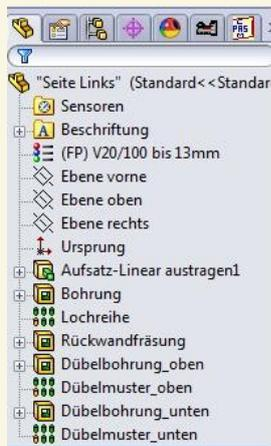 "Seite Links" (Standard<<Standar
Sensoren
A Beschriftung
(FP) V20/100 bis 13mm
Ebene vorne
Ebene oben
Ebene rechts
Ursprung
Aufsatz-Linear austragen1
Bohrung
Lochreihe
Rückwandfräsung
Dübelbohrung_oben
Dübelmuster_oben
Dübelbohrung_unten
Dübelmuster_unten